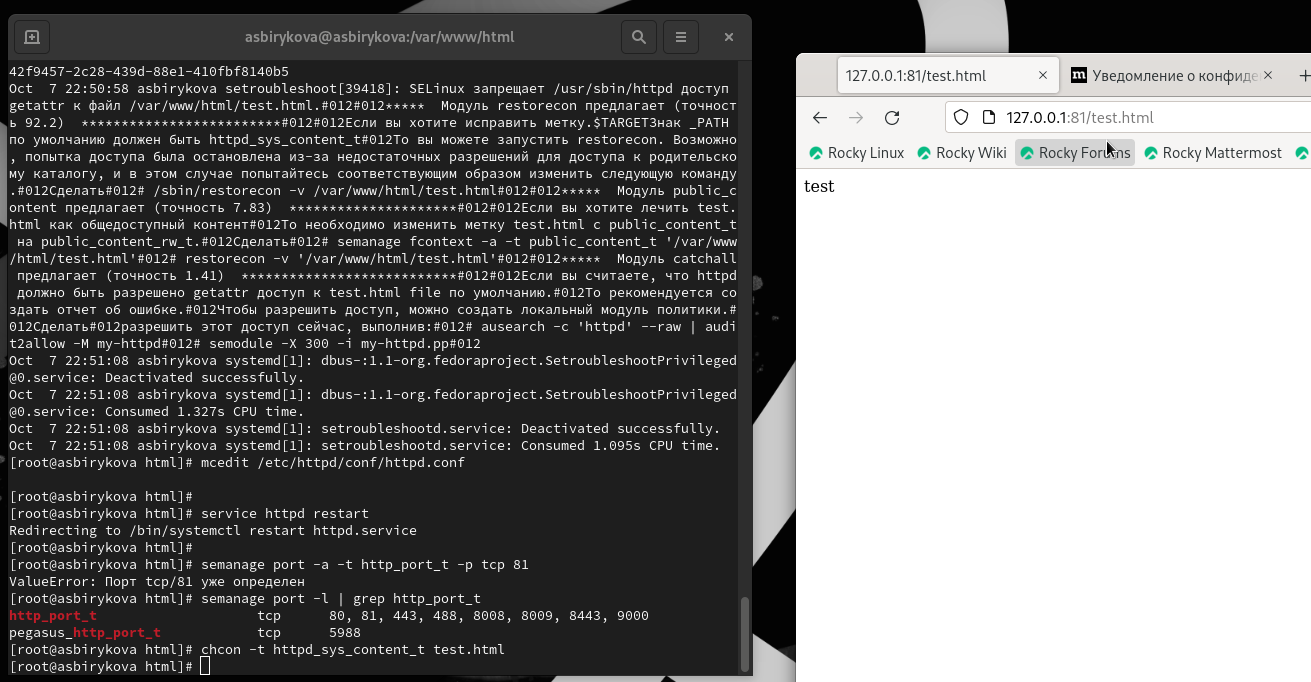 asbirykova@asbirykova:/var/www/html
42f9457-2c28-439d-88e1-410fbf8140b5
Oct  7 22:50:58 asbirykova setroubleshoot[39418]: SELinux запрещает /usr/sbin/httpd доступ
getattr к файл /var/www/html/test.html.#012#012*****  Модуль restorecon предлагает (точност
ь 92.2)  *************************#012#012Если вы хотите исправить метку.$TARGETЗнак _PATH
по умолчанию должен быть httpd_sys_content_t#012То вы можете запустить restorecon. Возможно
, попытка доступа была остановлена из-за недостаточных разрешений для доступа к родительско
му каталогу, и в этом случае попытайтесь соответствующим образом изменить следующую команду
.#012Сделать#012# /sbin/restorecon -v /var/www/html/test.html#012#012*****  Модуль public_c
ontent предлагает (точность 7.83)  *********************#012#012Если вы хотите лечить test.
html как общедоступный контент#012То необходимо изменить метку test.html с public_content_t
на public_content_rw_t.#012Сделать#012# semanage fcontext -a -t public_content_t '/var/www
/html/test.html'#012# restorecon -v '/var/www/html/test.html'#012#012*****  Модуль catchall
предлагает (точность 1.41)  ***************************#012#012Если вы считаете, что httpd
должно быть разрешено getattr доступ к test.html file по умолчанию.#012То рекомендуется со
здать отчет об ошибке.#012Чтобы разрешить доступ, можно создать локальный модуль политики.#
012Сделать#012разрешить этот доступ сейчас, выполнив:#012# ausearch -c 'httpd' --raw | audi
t2allow -M my-httpd#012# semodule -X 300 -i my-httpd.pp#012
Oct  7 22:51:08 asbirykova systemd[1]: dbus-:1.1-org.fedoraproject.SetroubleshootPrivileged
@0.service: Deactivated successfully.
Oct  7 22:51:08 asbirykova systemd[1]: dbus-:1.1-org.fedoraproject.SetroubleshootPrivileged
@0.service: Consumed 1.327s CPU time.
Oct  7 22:51:08 asbirykova systemd[1]: setroubleshootd.service: Deactivated successfully.
Oct  7 22:51:08 asbirykova systemd[1]: setroubleshootd.service: Consumed 1.095s CPU time.
[root@asbirykova html]# mcedit /etc/httpd/conf/httpd.conf
[root@asbirykova html]#
[root@asbirykova html]# service httpd restart
Redirecting to /bin/systemctl restart httpd.service
[root@asbirykova html]#
[root@asbirykova html]# semanage port -a -t http_port_t -p tcp 81
ValueError: Порт tcp/81 уже определен
[root@asbirykova html]# semanage port -l | grep http_port_t
http_port_t                    tcp      80, 81, 443, 488, 8008, 8009, 8443, 9000
pegasus_http_port_t            tcp      5988
[root@asbirykova html]# chcon -t httpd_sys_content_t test.html
[root@asbirykova html]#
127.0.0.1:81/test.html
Уведомление о конфиде
127.0.0.1:81/test.html
Rocky Linux
Rocky Wiki
Rocky Forums
Rocky Mattermost
test